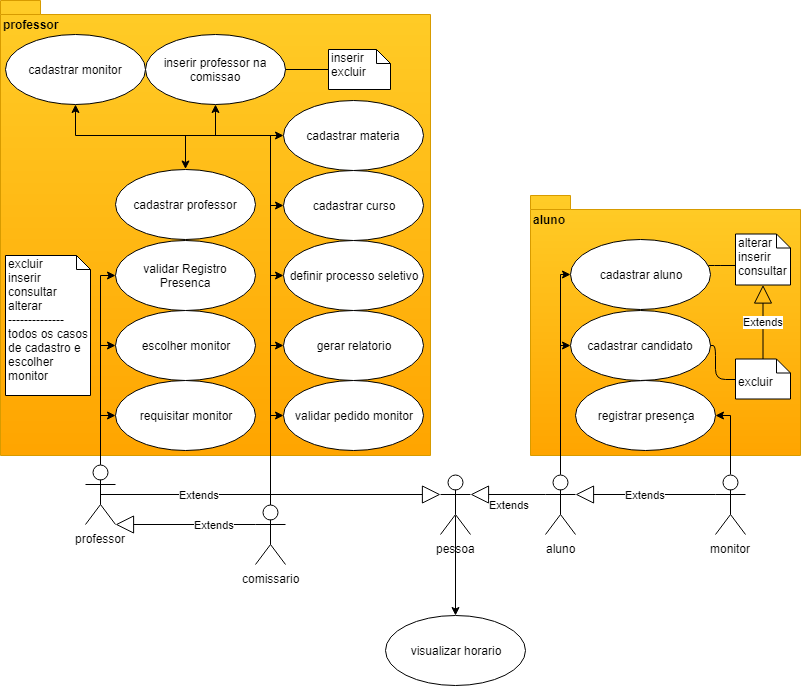 professor
cadastrar monitor
inserir professor na
comissao
inserir
excluir
cadastrar materia
cadastrar professor
cadastrar curso
excluir
inserir
consultar
alterar
--------------
todos os casos
de cadastro e
escolher
monitor
validar Registro
Presenca
definir processo seletivo
escolher monitor
gerar relatorio
requisitar monitor
validar pedido monitor
aluno
cadastrar aluno
alterar
inserir
consultar
Extends
cadastrar candidato
excluir
registrar presença
Extends
Extends
Extends
Extends
professor
comissario
pessoa
aluno
monitor
visualizar horario